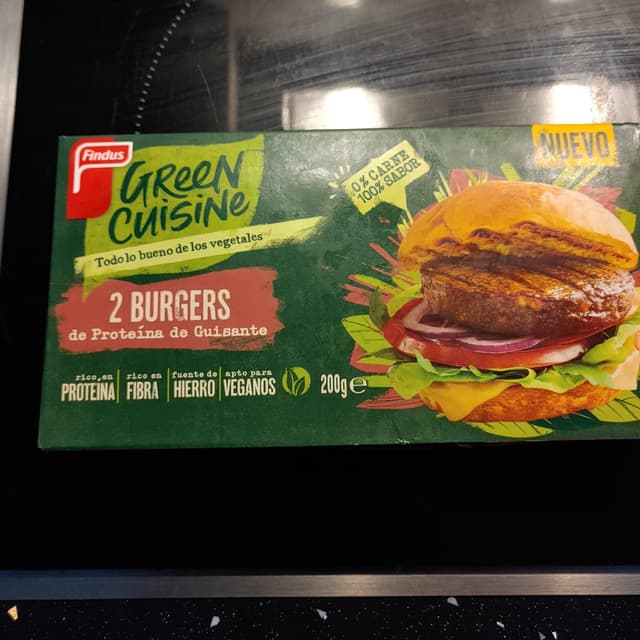 Findus
GREEN
CUISINE
Todo lo bueno de los vegetales
0% CARNE
100% SABOR
NUEVO
2 BURGERS
de Proteína de Guisante
rico en
PROTEINA
rico en
FIBRA
fuente de
HIERRO
apto para
VEGANOS
200g e